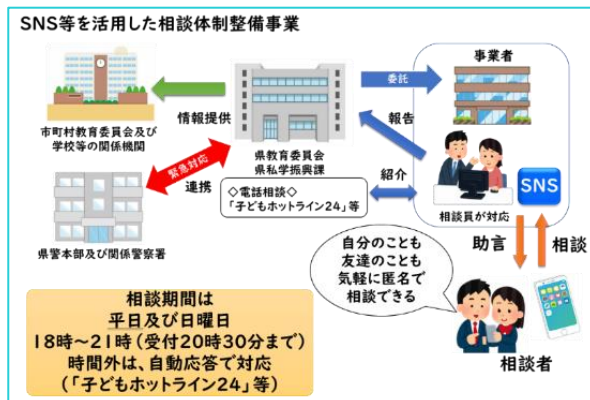 SNS等を活用した相談体制整備事業
事業者
委託
情報提供
報告
市町村教育委員会及び
学校等の関係機関
県教育委員会
県私学振興課
緊急対応
連携
◇電話相談◇
「子どもホットライン24」等
紹介
SNS
相談員が対応
県警本部及び関係警察署
助言
相談
自分のことも
友達のことも
気軽に匿名で
相談できる
相談者
相談期間は
平日及び日曜日
18時～21時(受付20時30分まで)
時間外は、自動応答で対応
(「子どもホットライン24」等)